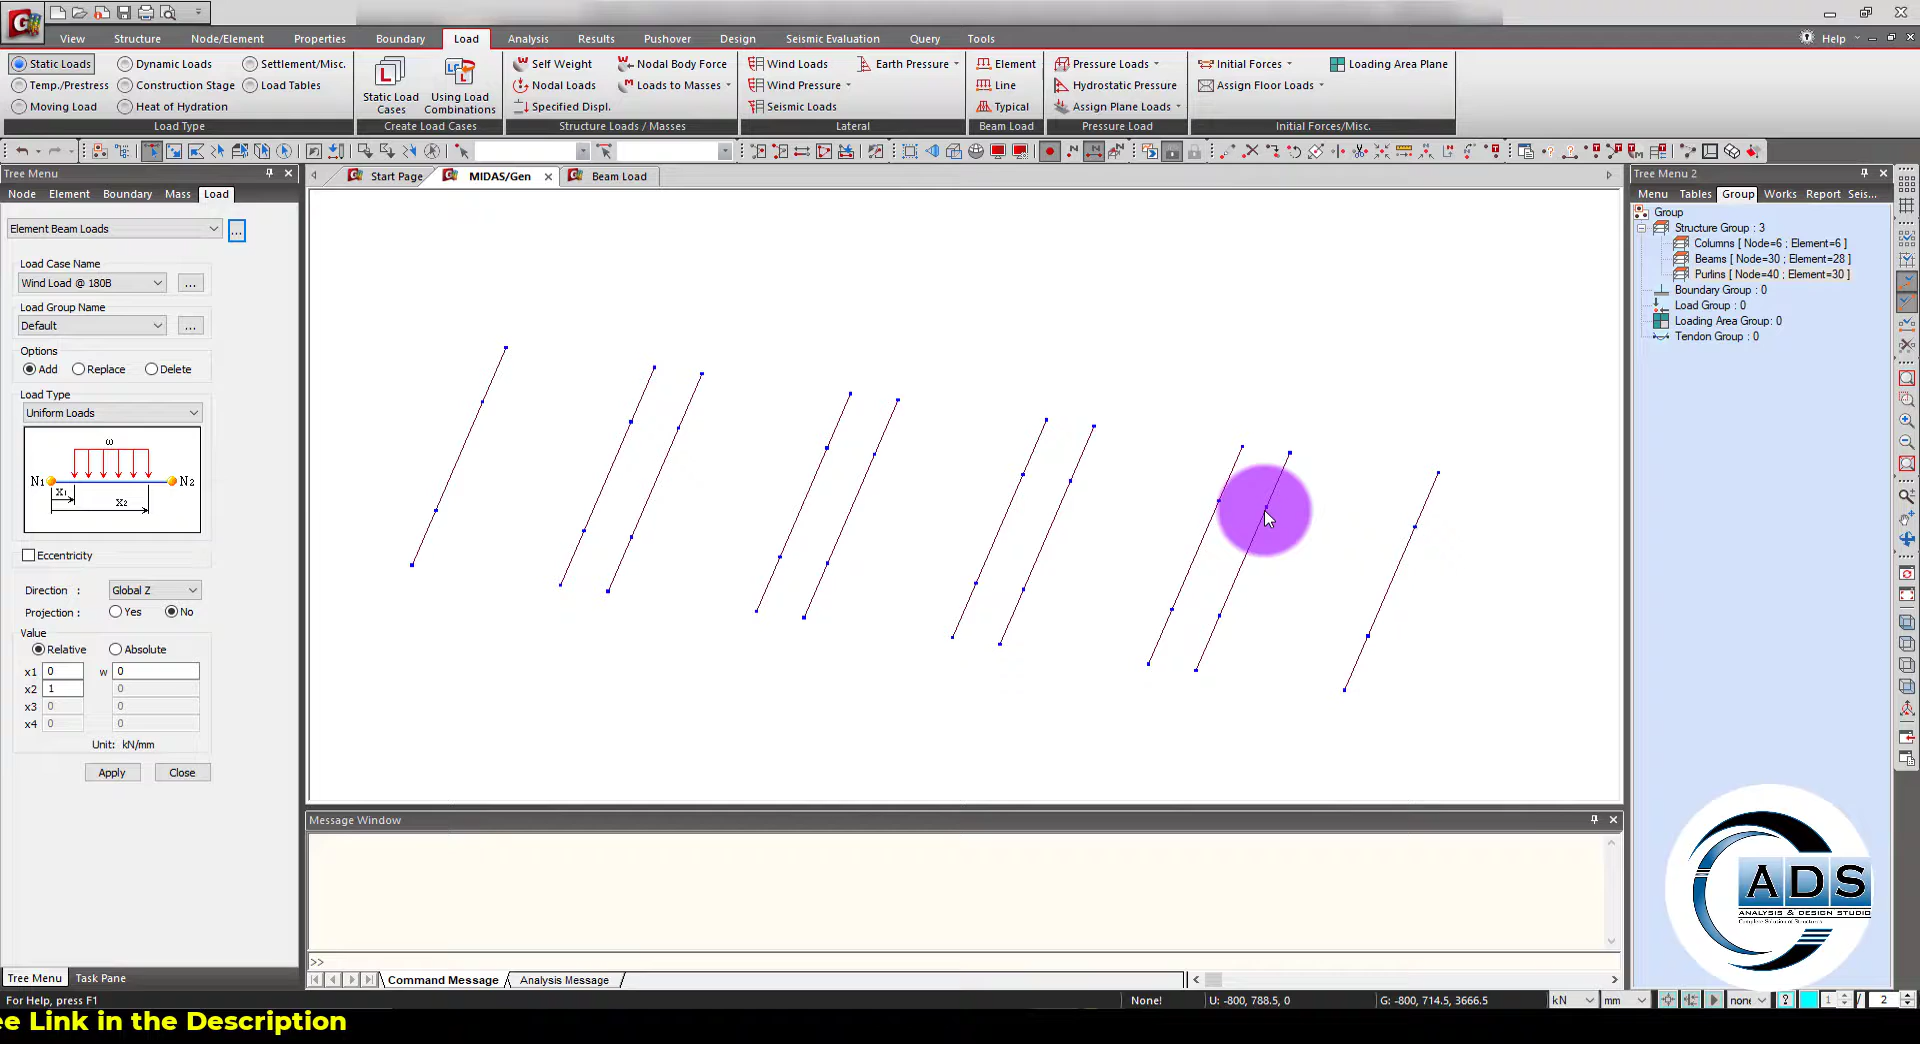 View Structure Node/Element Properties Boundary Load Analysis Results Pushover Design Seismic Evaluation Query Tools Help
Static Loads Dynamic Loads Settlement/Misc.
Temp./Prestress Construction Stage Load Tables
Moving Load Heat of Hydration
Load Type
Static Load Cases
Using Load Combinations
Create Load Cases
Self Weight Nodal Body Force
Nodal Loads Loads to Masses
Specified Displ.
Structure Loads / Masses
Wind Loads Earth Pressure
Wind Pressure
Seismic Loads
Lateral
Element
Line
Typical
Beam Load
Pressure Loads
Hydrostatic Pressure
Assign Plane Loads
Pressure Load
Initial Forces Loading Area Plane
Assign Floor Loads
Initial Forces/Misc.
Tree Menu
Node Element Boundary Mass Load
Element Beam Loads
...
Load Case Name
Wind Load @ 180B
...
Load Group Name
Default
...
Options
Add Replace Delete
Load Type
Uniform Loads
ω
N1 N2
X1
X2
Eccentricity
Direction : Global Z
Projection : Yes No
Value
Relative Absolute
x1 0 w 0
x2 1 0
x3 0 0
x4 0 0
Unit: kN/mm
Apply Close
Tree Menu Task Pane
Start Page MIDAS/Gen Beam Load
Message Window
>>
Command Message Analysis Message
Tree Menu 2
Menu Tables Group Works Report Seis...
Group
Structure Group : 3
Columns [ Node=6 ; Element=6 ]
Beams [ Node=30 ; Element=28 ]
Purlins [ Node=40 ; Element=30 ]
Boundary Group : 0
Load Group : 0
Loading Area Group: 0
Tendon Group : 0
ADS
ANALYSIS & DESIGN STUDIO
Complete Solution of Structures
For Help, press F1
None! U: -800, 788.5, 0 G: -800, 714.5, 3666.5 kN mm none 1 / 2
ee Link in the Description